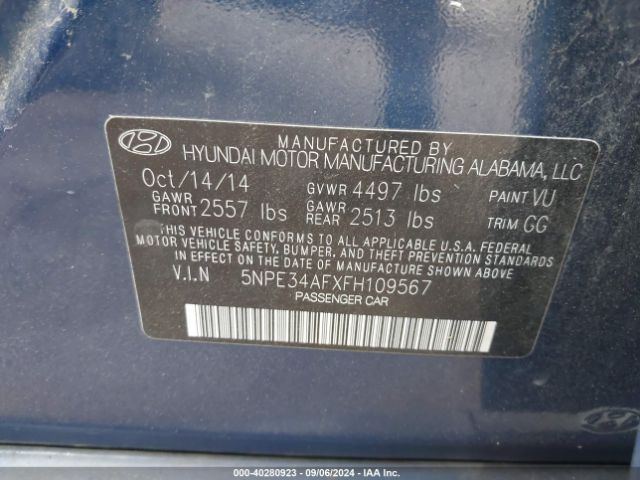 MANUFACTURED BY
HYUNDAI MOTOR MANUFACTURING ALABAMA, LLC
Oct/14/14 GVWR 4497 lbs PAINT VU
GAWR FRONT 2557 lbs GAWR REAR 2513 lbs TRIM GG
THIS VEHICLE CONFORMS TO ALL APPLICABLE U.S.A. FEDERAL
MOTOR VEHICLE SAFETY, BUMPER, AND THEFT PREVENTION STANDARDS
IN EFFECT ON THE DATE OF MANUFACTURE SHOWN ABOVE.
V.I.N 5NPE34AFXFH109567
PASSENGER CAR
000-40280923 - 09/06/2024 - IAA Inc.